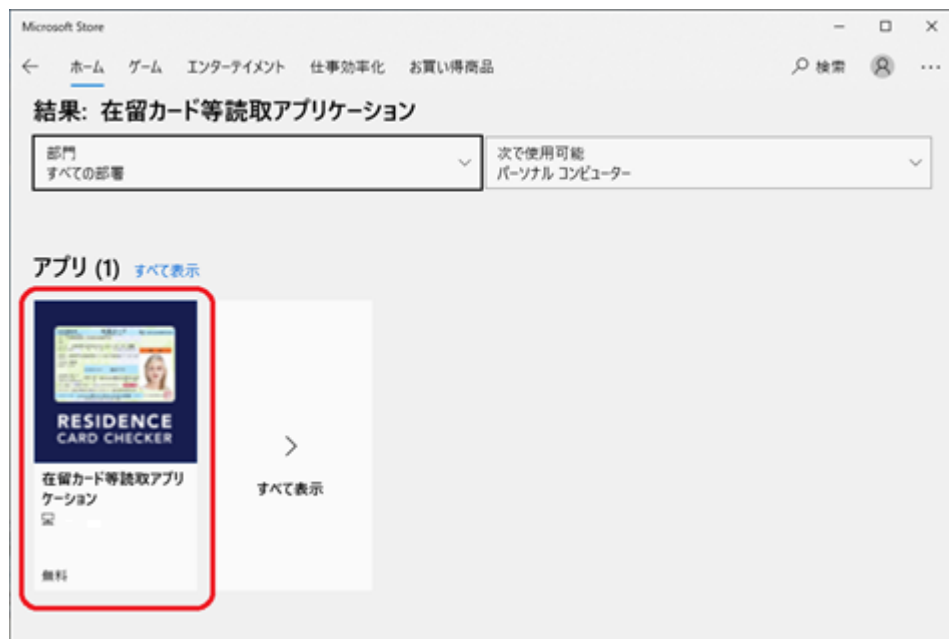 Microsoft Store
ホーム ゲーム エンターテイメント 仕事効率化 お買い得商品 検索
結果: 在留カード等読取アプリケーション
部門
すべての部署
次で使用可能
パーソナル コンピューター
アプリ (1) すべて表示
RESIDENCE
CARD CHECKER
在留カード等読取アプリ
ケーション
無料
すべて表示